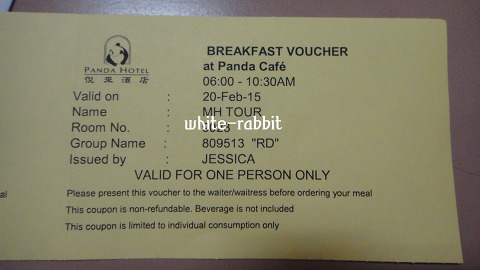 BREAKFAST VOUCHER
PANDA HOTEL
悅來酒店
at Panda Café
06:00 - 10:30AM
Valid on : 20-Feb-15
Name : MH TOUR
white-rabbit
Room No. :
Group Name : 809513 "RD"
Issued by : JESSICA
VALID FOR ONE PERSON ONLY
Please present this voucher to the waiter/waitress before ordering your meal
This coupon is non-refundable. Beverage is not included
This coupon is limited to individual consumption only